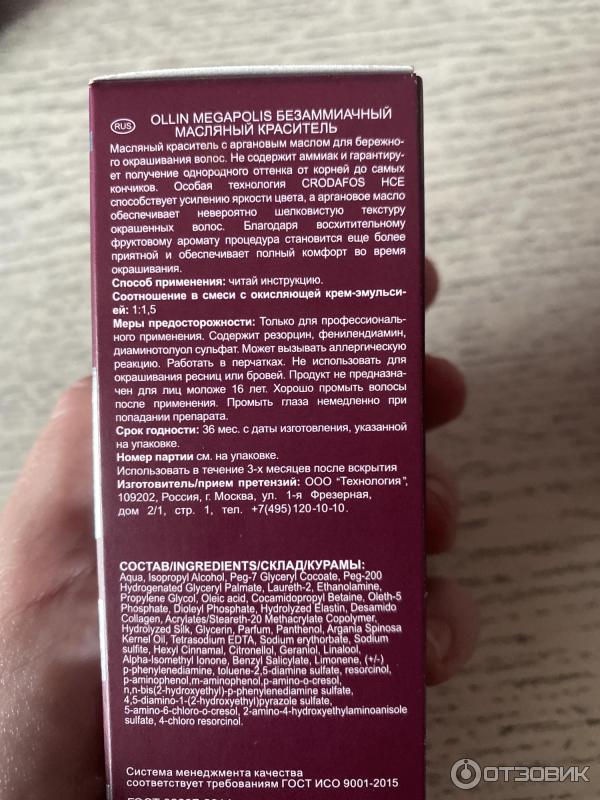 RUS
OLLIN MEGAPOLIS БЕЗАММИАЧНЫЙ
МАСЛЯНЫЙ КРАСИТЕЛЬ
Масляный краситель с аргановым маслом для бережно-
го окрашивания волос. Не содержит аммиак и гарантиру-
ет получение однородного оттенка от корней до самых
кончиков. Особая технология CRODAFOS HCE
способствует усилению яркости цвета, а аргановое масло
обеспечивает невероятно шелковистую текстуру
окрашенных волос. Благодаря восхитительному
фруктовому аромату процедура становится еще более
приятной и обеспечивает полный комфорт во время
окрашивания.
Способ применения: читай инструкцию.
Соотношение в смеси с окисляющей крем-эмульси-
ей: 1:1,5
Меры предосторожности: Только для профессиональ-
ного применения. Содержит резорцин, фенилендиамин,
диаминотолуол сульфат. Может вызывать аллергическую
реакцию. Работать в перчатках. Не использовать для
окрашивания ресниц или бровей. Продукт не предназна-
чен для лиц моложе 16 лет. Хорошо промыть волосы
после применения. Промыть глаза немедленно при
попадании препарата.
Срок годности: 36 мес. с даты изготовления, указанной
на упаковке.
Номер партии см. на упаковке.
Использовать в течение 3-х месяцев после вскрытия
Изготовитель/прием претензий: ООО "Технология",
109202, Россия, г. Москва, ул. 1-я Фрезерная,
дом 2/1, стр. 1, тел. +7(495)120-10-10.
СОСТАВ/INGREDIENTS/СКЛАД/КУРАМЫ:
Aqua, Isopropyl Alcohol, Peg-7 Glyceryl Cocoate, Peg-200
Hydrogenated Glyceryl Palmate, Laureth-2, Ethanolamine,
Propylene Glycol, Oleic acid, Cocamidopropyl Betaine, Oleth-5
Phosphate, Dioleyl Phosphate, Hydrolyzed Elastin, Desamido
Collagen, Acrylates/Steareth-20 Methacrylate Copolymer,
Hydrolyzed Silk, Glycerin, Parfum, Panthenol, Argania Spinosa
Kernel Oil, Tetrasodium EDTA, Sodium erythorbate, Sodium
sulfite, Hexyl Cinnamal, Citronellol, Geraniol, Linalool,
Alpha-Isomethyl Ionone, Benzyl Salicylate, Limonene, (+/-)
p-phenylenediamine, toluene-2,5-diamine sulfate, resorcinol,
p-aminophenol,m-aminophenol,p-amino-o-cresol,
n,n-bis(2-hydroxyethyl)-p-phenylenediamine sulfate,
4,5-diamino-1-(2-hydroxyethyl)pyrazole sulfate,
5-amino-6-chloro-o-cresol, 2-amino-4-hydroxyethylaminoanisole
sulfate, 4-chloro resorcinol.
Система менеджмента качества
соответствует требованиям ГОСТ ИСО 9001-2015
ОТЗОВИК